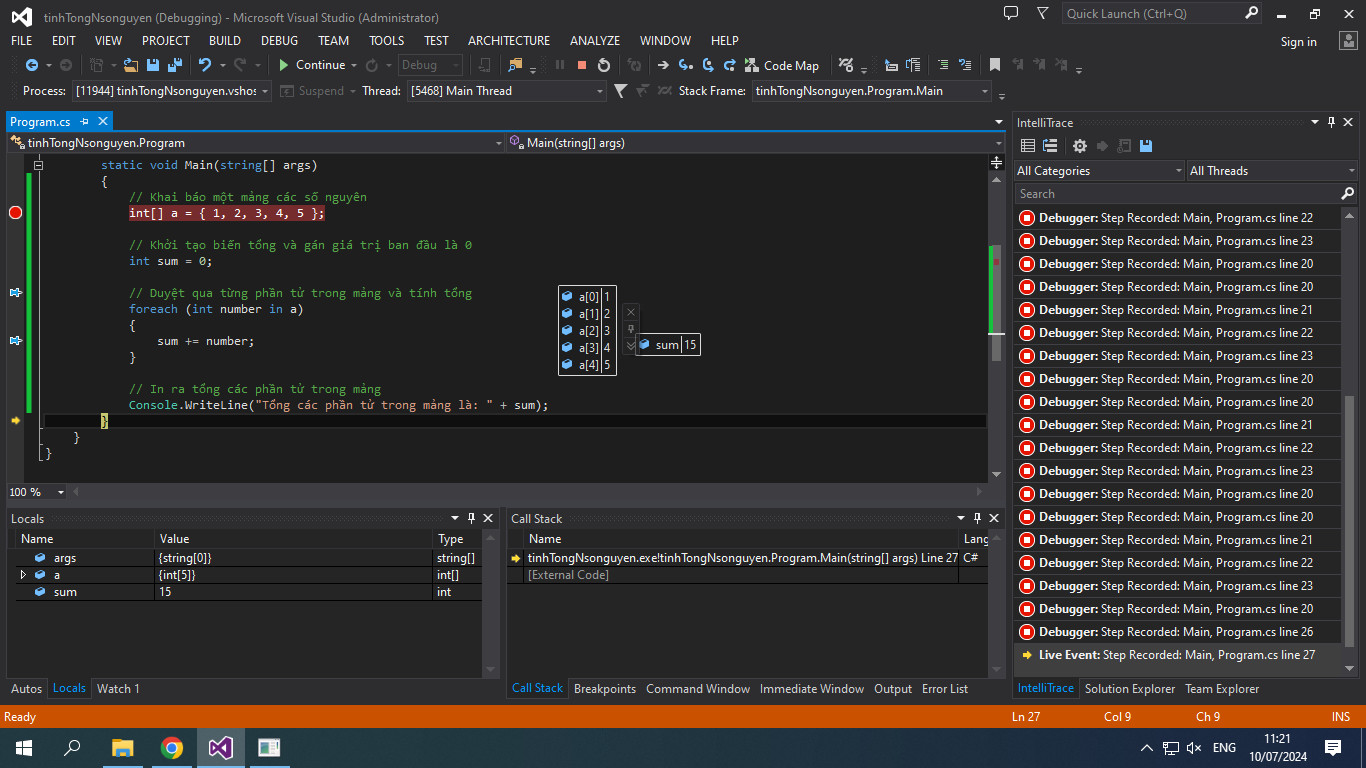 tinhTongNsonguyen (Debugging) - Microsoft Visual Studio (Administrator)
Quick Launch (Ctrl+Q)
FILE EDIT VIEW PROJECT BUILD DEBUG TEAM TOOLS TEST ARCHITECTURE ANALYZE WINDOW HELP
Sign in
Continue Debug Code Map
Process: [11944] tinhTongNsonguyen.vshos Suspend Thread: [5468] Main Thread Stack Frame: tinhTongNsonguyen.Program.Main
Program.cs
tinhTongNsonguyen.Program Main(string[] args)
static void Main(string[] args)
{
// Khai báo một mảng các số nguyên
int[] a = { 1, 2, 3, 4, 5 };
// Khởi tạo biến tổng và gán giá trị ban đầu là 0
int sum = 0;
// Duyệt qua từng phần tử trong mảng và tính tổng
foreach (int number in a)
{
sum += number;
}
// In ra tổng các phần tử trong mảng
Console.WriteLine("Tổng các phần tử trong mảng là: " + sum);
}
}
}
a[0] 1
a[1] 2
a[2] 3
a[3] 4
a[4] 5
sum 15
100 %
Locals
Name Value Type
args {string[0]} string[]
a {int[5]} int[]
sum 15 int
Autos Locals Watch 1
Call Stack
Name Lang
tinhTongNsonguyen.exe!tinhTongNsonguyen.Program.Main(string[] args) Line 27 C#
[External Code]
Call Stack Breakpoints Command Window Immediate Window Output Error List
IntelliTrace
All Categories All Threads
Search
Debugger: Step Recorded: Main, Program.cs line 22
Debugger: Step Recorded: Main, Program.cs line 23
Debugger: Step Recorded: Main, Program.cs line 20
Debugger: Step Recorded: Main, Program.cs line 20
Debugger: Step Recorded: Main, Program.cs line 21
Debugger: Step Recorded: Main, Program.cs line 22
Debugger: Step Recorded: Main, Program.cs line 23
Debugger: Step Recorded: Main, Program.cs line 20
Debugger: Step Recorded: Main, Program.cs line 20
Debugger: Step Recorded: Main, Program.cs line 21
Debugger: Step Recorded: Main, Program.cs line 22
Debugger: Step Recorded: Main, Program.cs line 23
Debugger: Step Recorded: Main, Program.cs line 20
Debugger: Step Recorded: Main, Program.cs line 20
Debugger: Step Recorded: Main, Program.cs line 21
Debugger: Step Recorded: Main, Program.cs line 22
Debugger: Step Recorded: Main, Program.cs line 23
Debugger: Step Recorded: Main, Program.cs line 20
Debugger: Step Recorded: Main, Program.cs line 26
Live Event: Step Recorded: Main, Program.cs line 27
IntelliTrace Solution Explorer Team Explorer
Ready Ln 27 Col 9 Ch 9 INS
ENG
11:21
10/07/2024